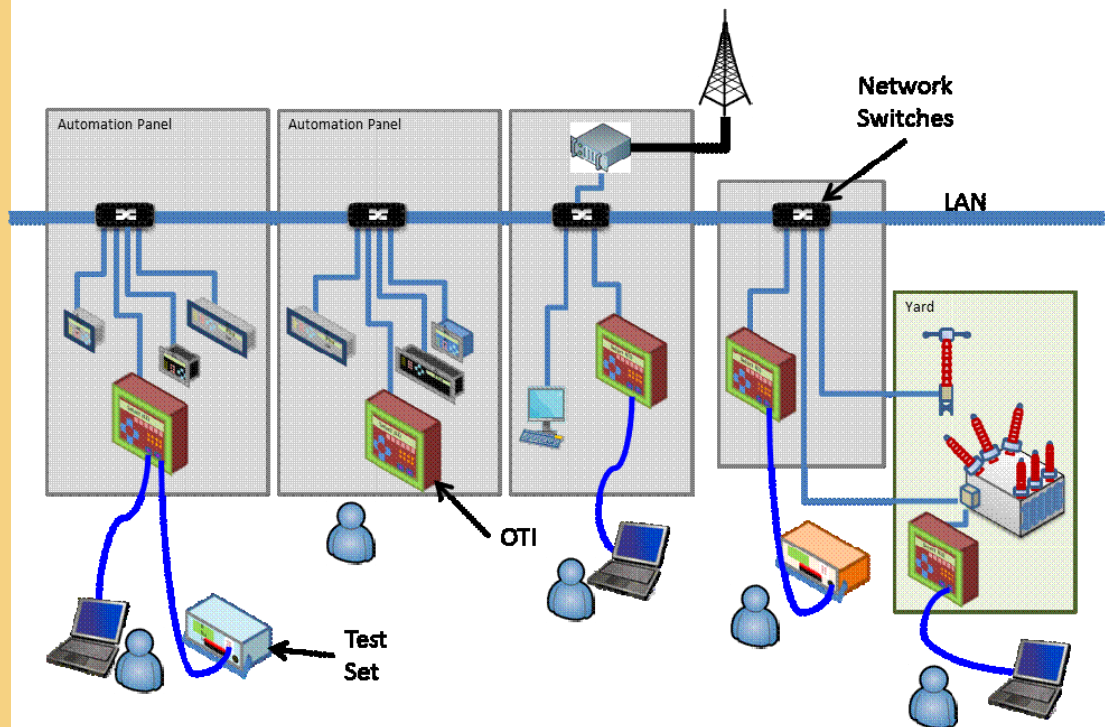 Automation Panel
Automation Panel
Network
Switches
LAN
Yard
OTI
Test
Set